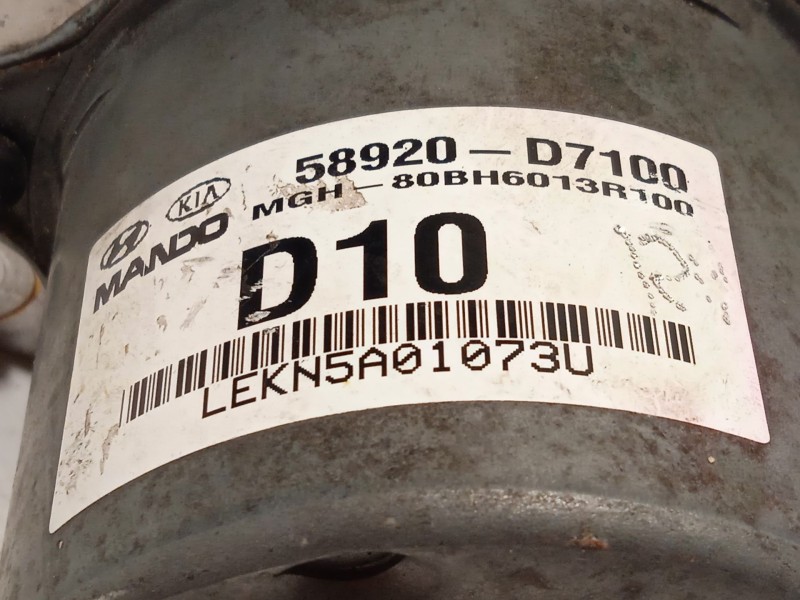 58920-D7100
KIA MGH-80BH6013R100
MANDO D10
R
LEKN5A01073U